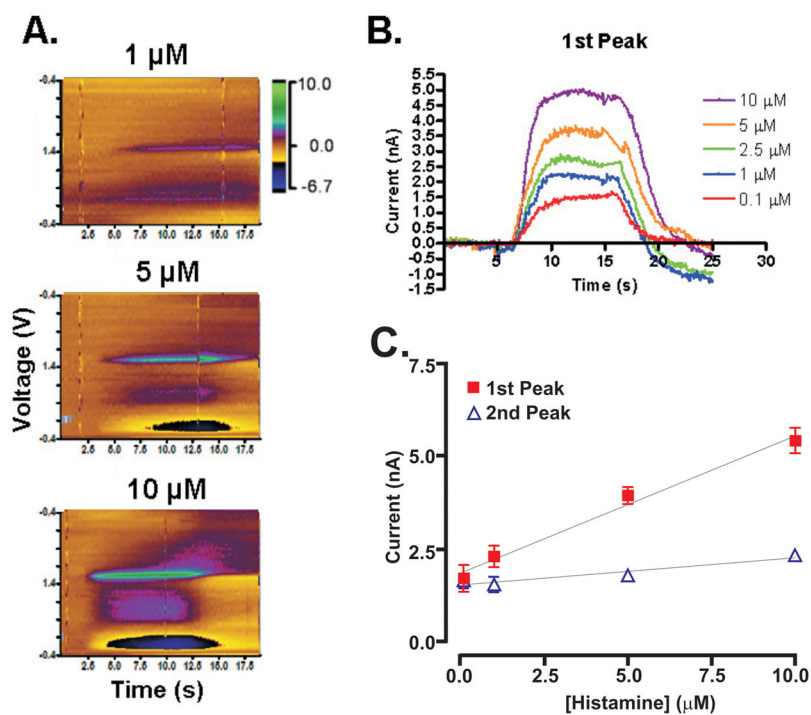 A.
1 µM
-0.4
1.4
-0.4
2.5 5.0 7.5 10.0 12.5 15.0 17.5
10.0
0.0
-6.7
5 µM
-0.4
1.4
-0.4
2.5 5.0 7.5 10.0 12.5 15.0 17.5
10 µM
-0.4
1.4
-0.4
2.5 5.0 7.5 10.0 12.5 15.0 17.5
Voltage (V)
Time (s)
B.
1st Peak
5.5
5.0
4.5
4.0
3.5
3.0
2.5
2.0
1.5
1.0
0.5
0.0
-0.5
-1.0
-1.5
5 10 15 20 25 30
Current (nA)
Time (s)
10 µM
5 µM
2.5 µM
1 µM
0.1 µM
C.
7.5
5.0
2.5
0.0
Current (nA)
1st Peak
2nd Peak
0.0 2.5 5.0 7.5 10.0
[Histamine] (µM)